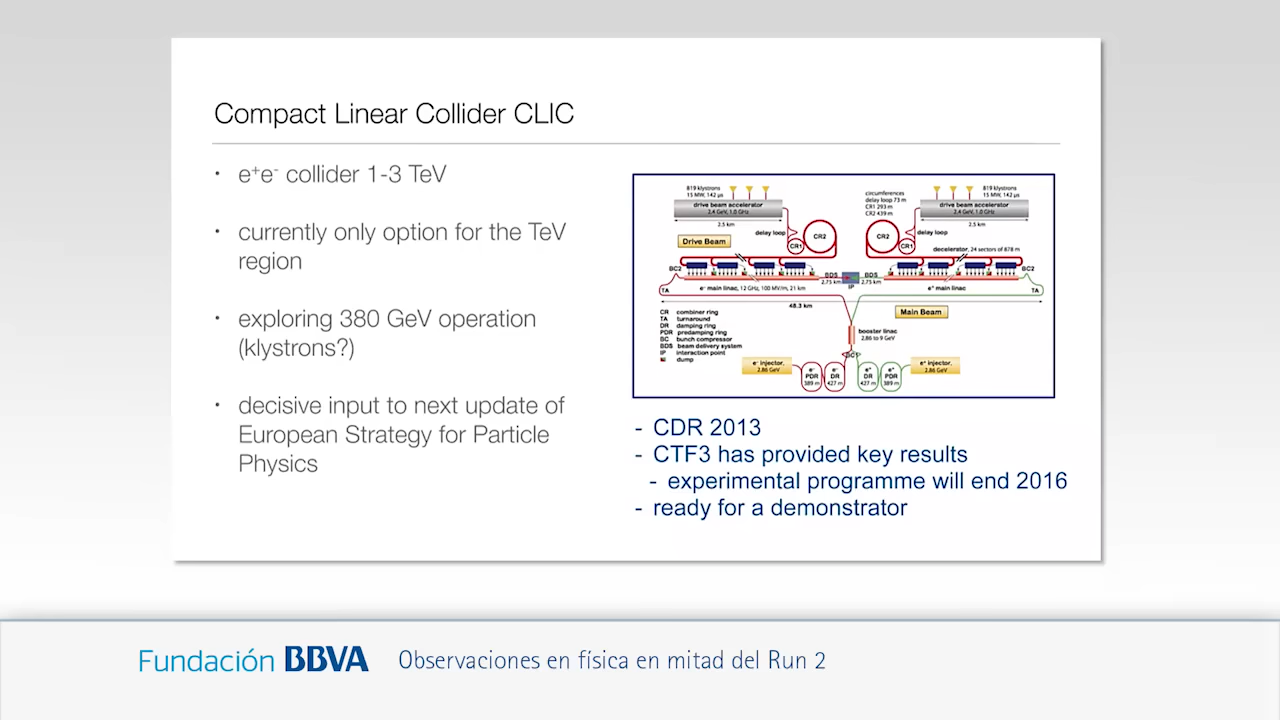 Compact Linear Collider CLIC
• e⁺e⁻ collider 1-3 TeV
• currently only option for the TeV
region
• exploring 380 GeV operation
(klystrons?)
• decisive input to next update of
European Strategy for Particle
Physics
819 klystrons
15 MW, 142 μs
drive beam accelerator
2.4 GeV, 1.0 GHz
2.5 km
delay loop
Drive Beam
CR1
CR2
circumferences
delay loop 73 m
CR1 293 m
CR2 439 m
819 klystrons
15 MW, 142 μs
drive beam accelerator
2.4 GeV, 1.0 GHz
2.5 km
CR2
CR1
delay loop
decelerator, 24 sectors of 878 m
BC2
BDS
2.75 km
IP
BDS
2.75 km
BC2
TA
e⁻ main linac, 12 GHz, 100 MV/m, 21 km
e⁺ main linac
TA
48.3 km
CR combiner ring
TA turnaround
DR damping ring
PDR predamping ring
BC bunch compressor
BDS beam delivery system
IP interaction point
dump
Main Beam
booster linac
2.86 to 9 GeV
BC1
e⁻ injector,
2.86 GeV
e⁻
PDR
389 m
e⁻
DR
427 m
e⁺
DR
427 m
e⁺
PDR
389 m
e⁺ injector,
2.86 GeV
- CDR 2013
- CTF3 has provided key results
- experimental programme will end 2016
- ready for a demonstrator
Fundación BBVA
Observaciones en física en mitad del Run 2